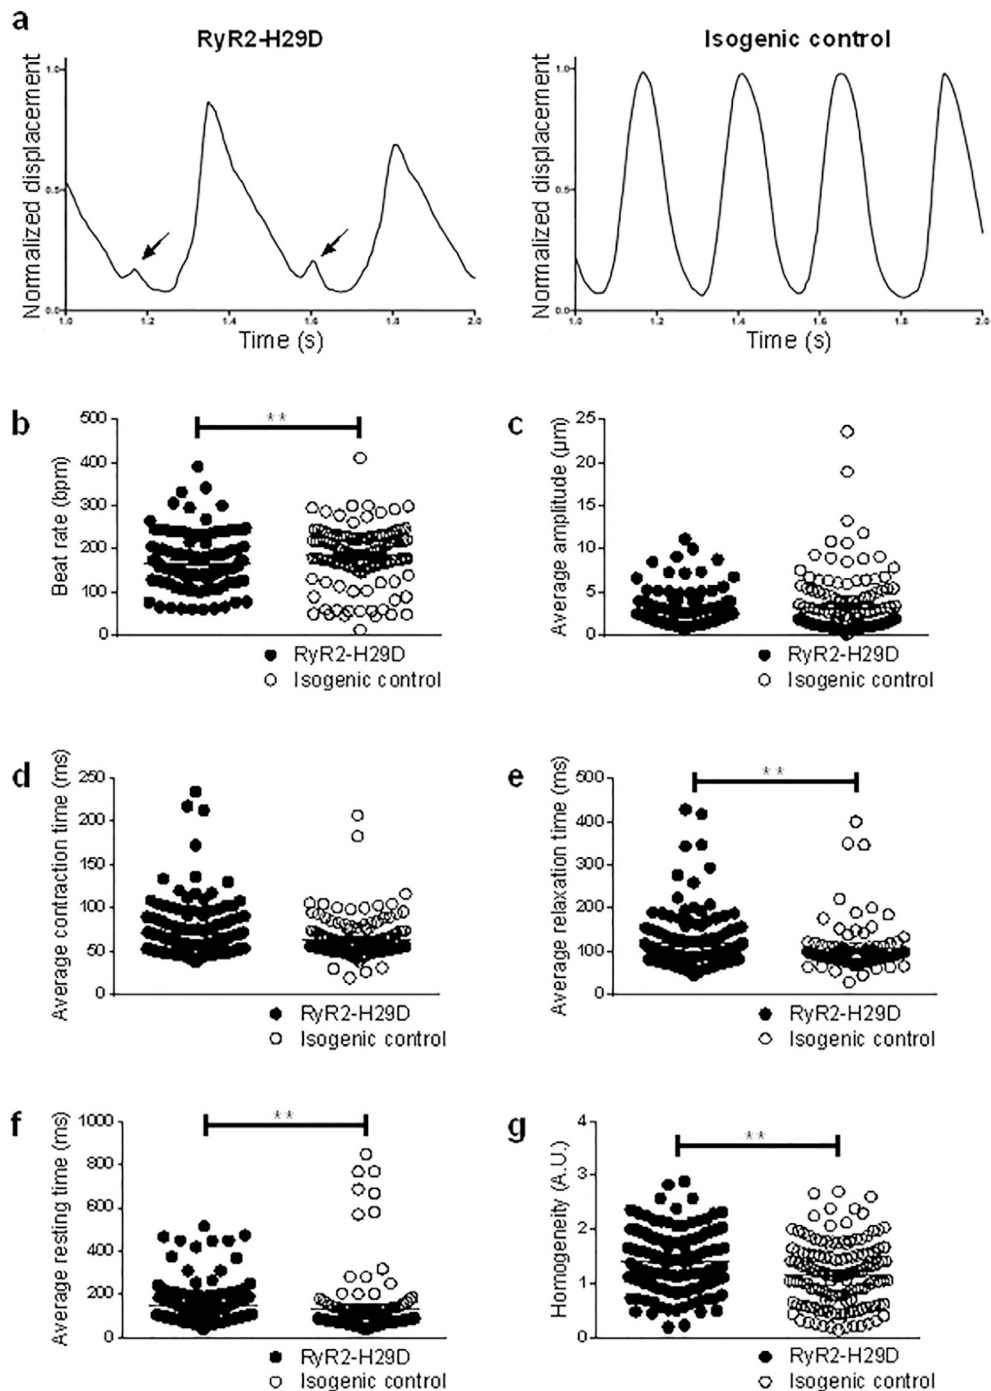 a
RyR2-H29D
Isogenic control
Normalized displacement
1.0
0.5
0.0
1.0 1.2 1.4 1.6 1.8 2.0
Time (s)
Normalized displacement
1.0
0.5
0.0
1.0 1.2 1.4 1.6 1.8 2.0
Time (s)
b
**
Beat rate (bpm)
500
400
300
200
100
0
RyR2-H29D
Isogenic control
c
Average amplitude (µm)
25
20
15
10
5
0
RyR2-H29D
Isogenic control
d
Average contraction time (ms)
250
200
150
100
50
0
RyR2-H29D
Isogenic control
e
**
Average relaxation time (ms)
500
400
300
200
100
0
RyR2-H29D
Isogenic control
f
**
Average resting time (ms)
1000
800
600
400
200
0
RyR2-H29D
Isogenic control
g
**
Homogeneity (A.U.)
4
3
2
1
0
RyR2-H29D
Isogenic control